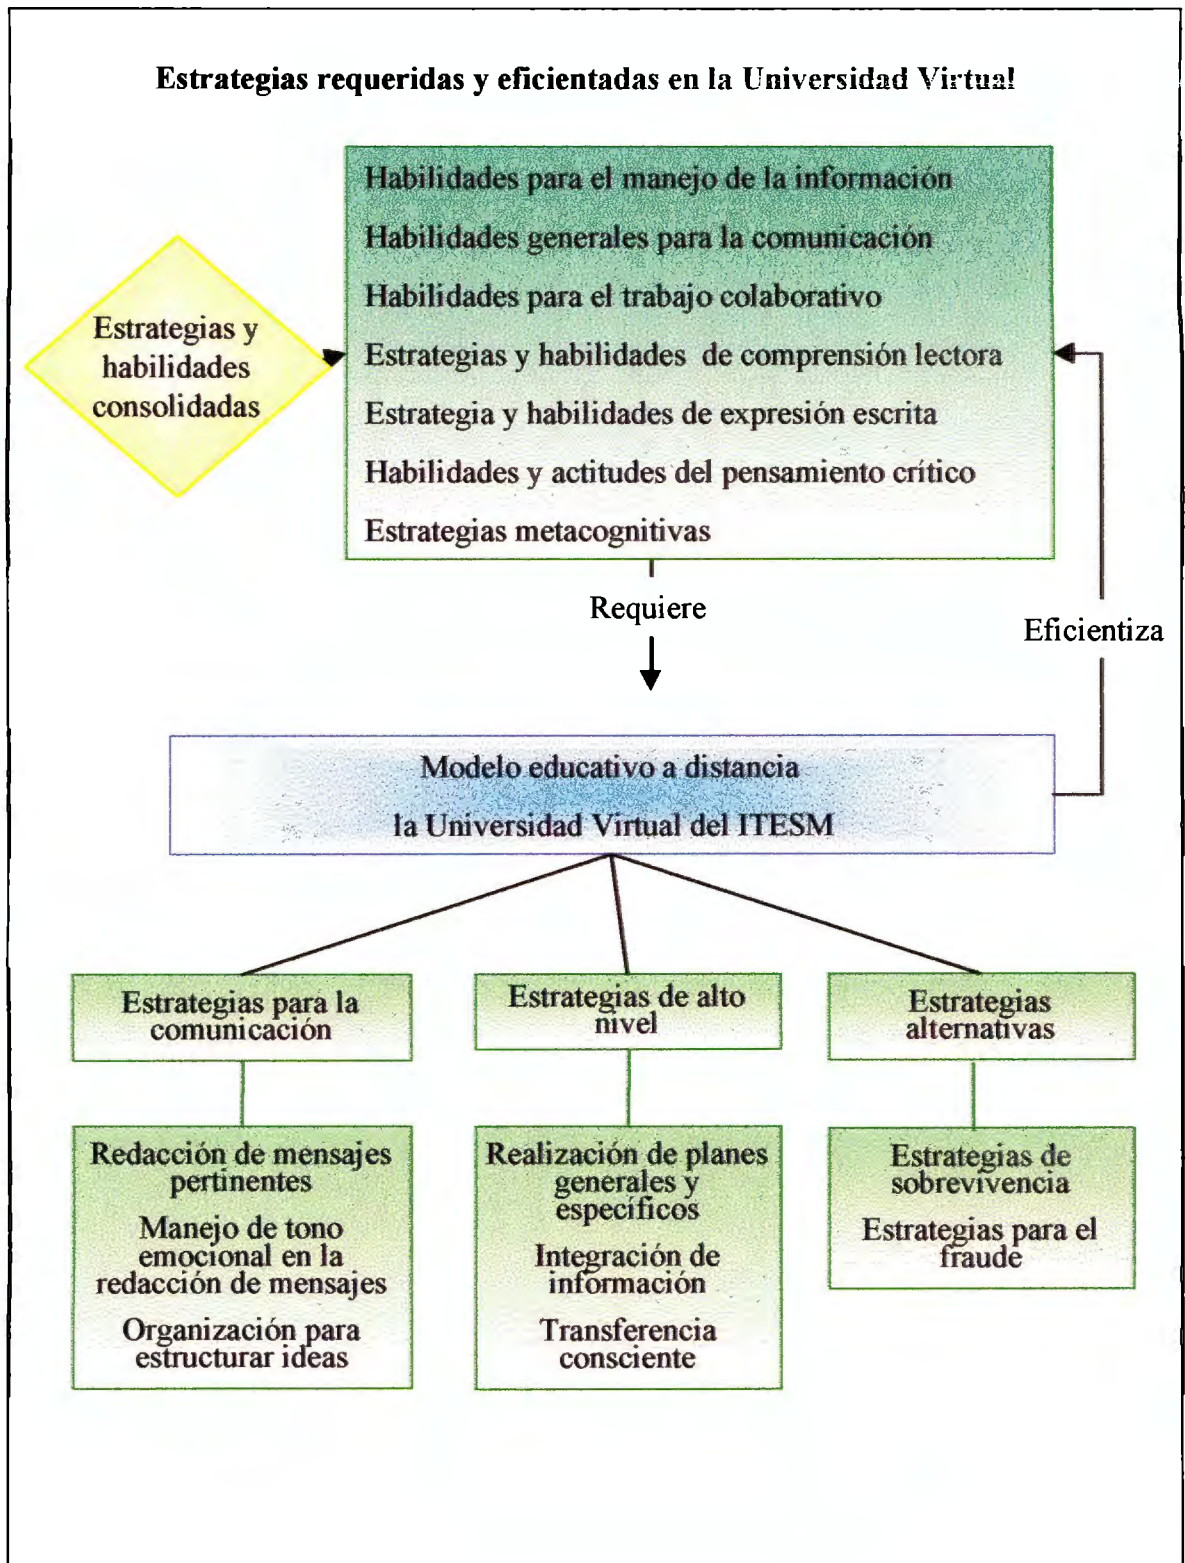 Estrategias requeridas y eficientadas en la Universidad Virtual
Habilidades para el manejo de la información
Habilidades generales para la comunicación
Habilidades para el trabajo colaborativo
Estrategias y habilidades de comprensión lectora
Estrategia y habilidades de expresión escrita
Habilidades y actitudes del pensamiento crítico
Estrategias metacognitivas
Estrategias y
habilidades
consolidadas
Requiere
Eficientiza
Modelo educativo a distancia
la Universidad Virtual del ITESM
Estrategias para la
comunicación
Redacción de mensajes
pertinentes
Manejo de tono
emocional en la
redacción de mensajes
Organización para
estructurar ideas
Estrategias de alto
nivel
Realización de planes
generales y
específicos
Integración de
información
Transferencia
consciente
Estrategias
alternativas
Estrategias de
sobrevivencia
Estrategias para el
fraude